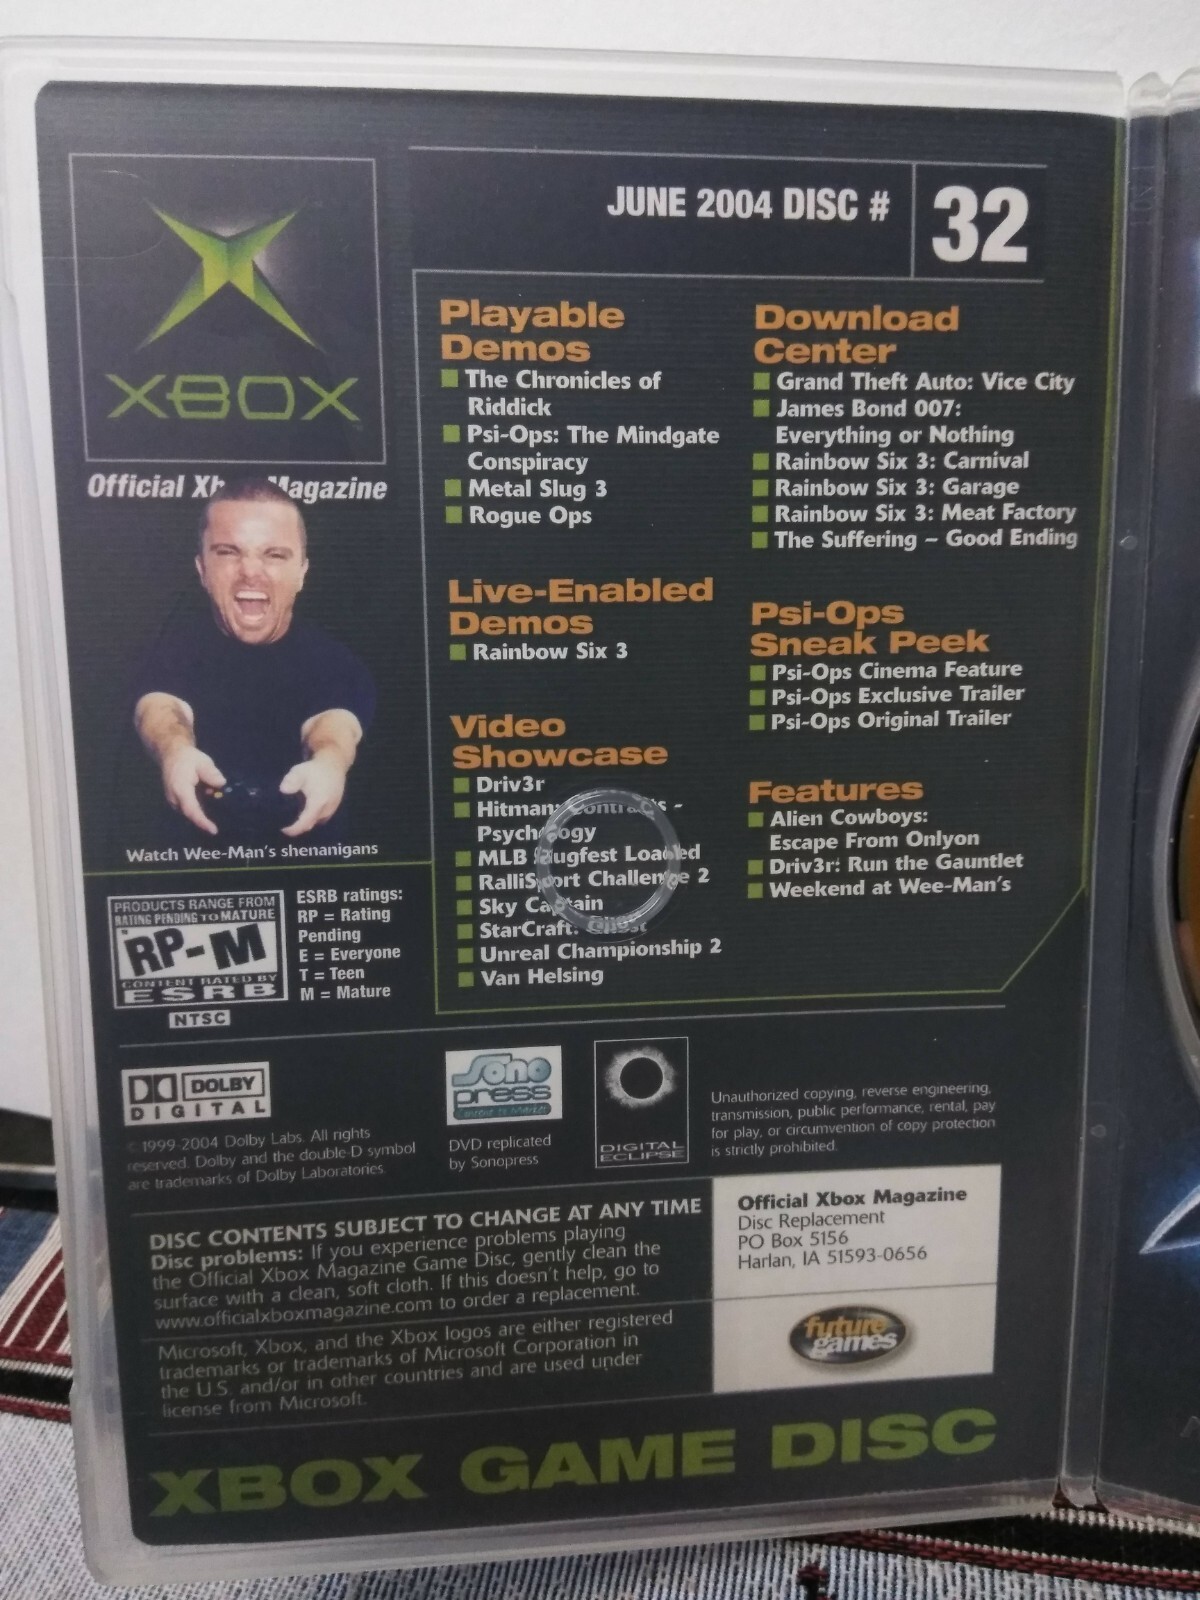 JUNE 2004 DISC # 32
XBOX
Official Xb Magazine
Watch Wee-Man's shenanigans
PRODUCTS RANGE FROM
RATING PENDING TO MATURE
RP-M
CONTENT RATED BY
ESRB
NTSC
ESRB ratings:
RP = Rating
Pending
E = Everyone
T = Teen
M = Mature
Playable
Demos
The Chronicles of
Riddick
Psi-Ops: The Mindgate
Conspiracy
Metal Slug 3
Rogue Ops
Live-Enabled
Demos
Rainbow Six 3
Video
Showcase
Driv3r
Hitman: Contracts -
Psychology
MLB Slugfest Loaded
RalliSport Challenge 2
Sky Captain
StarCraft: Ghost
Unreal Championship 2
Van Helsing
Download
Center
Grand Theft Auto: Vice City
James Bond 007:
Everything or Nothing
Rainbow Six 3: Carnival
Rainbow Six 3: Garage
Rainbow Six 3: Meat Factory
The Suffering – Good Ending
Psi-Ops
Sneak Peek
Psi-Ops Cinema Feature
Psi-Ops Exclusive Trailer
Psi-Ops Original Trailer
Features
Alien Cowboys:
Escape From Onlyon
Driv3r: Run the Gauntlet
Weekend at Wee-Man's
DOLBY
DIGITAL
© 1999-2004 Dolby Labs. All rights
reserved. Dolby and the double-D symbol
are trademarks of Dolby Laboratories.
Sono
press
Content to Market
DVD replicated
by Sonopress
DIGITAL
ECLIPSE
Unauthorized copying, reverse engineering,
transmission, public performance, rental, pay
for play, or circumvention of copy protection
is strictly prohibited.
DISC CONTENTS SUBJECT TO CHANGE AT ANY TIME
Disc problems: If you experience problems playing
the Official Xbox Magazine Game Disc, gently clean the
surface with a clean, soft cloth. If this doesn't help, go to
www.officialxboxmagazine.com to order a replacement.
Microsoft, Xbox, and the Xbox logos are either registered
trademarks or trademarks of Microsoft Corporation in
the U.S. and/or in other countries and are used under
license from Microsoft.
Official Xbox Magazine
Disc Replacement
PO Box 5156
Harlan, IA 51593-0656
future
games
XBOX GAME DISC